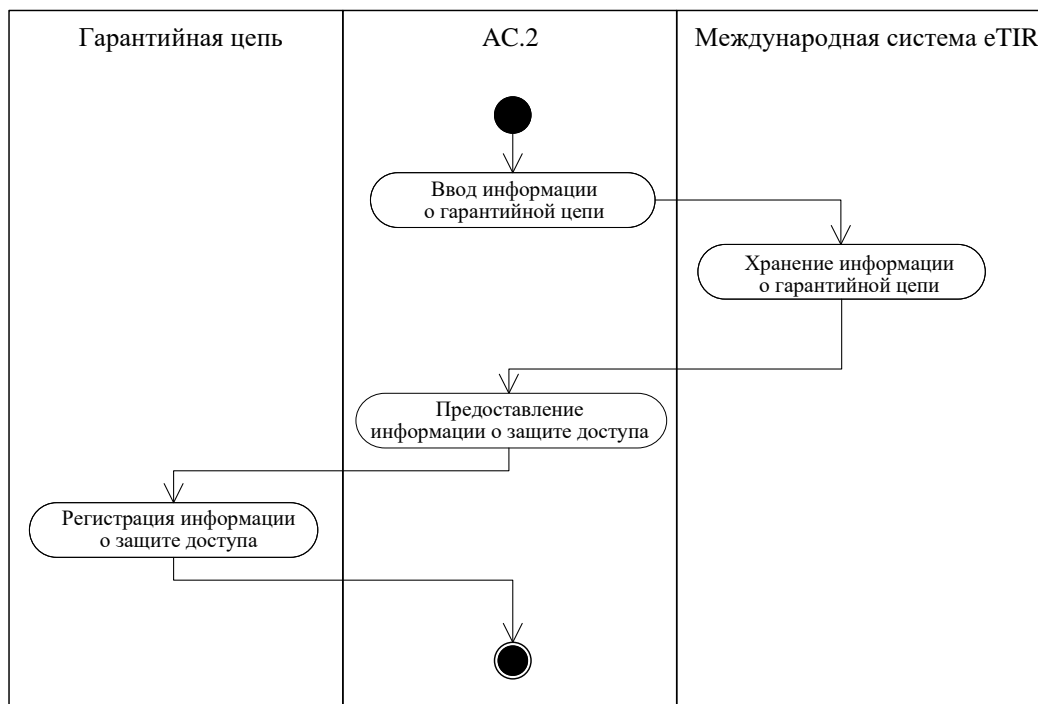 Гарантийная цепь
AC.2
Международная система eTIR
Ввод информации
о гарантийной цепи
Хранение информации
о гарантийной цепи
Предоставление
информации о защите доступа
Регистрация информации
о защите доступа